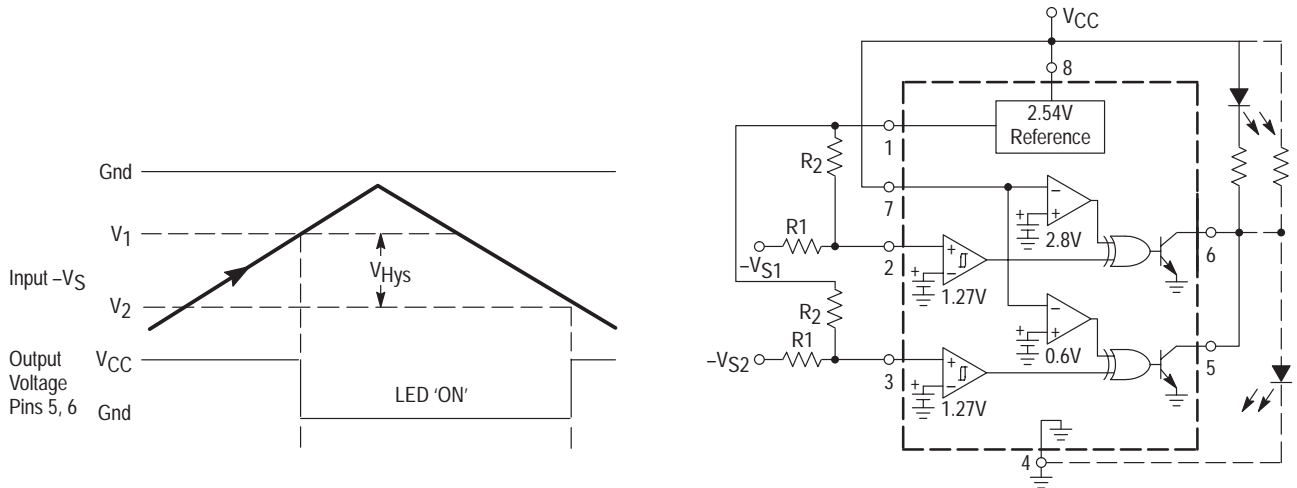 Gnd
V1
Input –VS
VHys
V2
Output
Voltage
Pins 5, 6
VCC
LED 'ON'
Gnd
VCC
8
2.54V
Reference
1
R2
7
–
+
+
2.8V
6
R1
–VS1
2
+
–
+
1.27V
R2
–
+
+
0.6V
5
R1
–VS2
3
+
–
+
1.27V
4